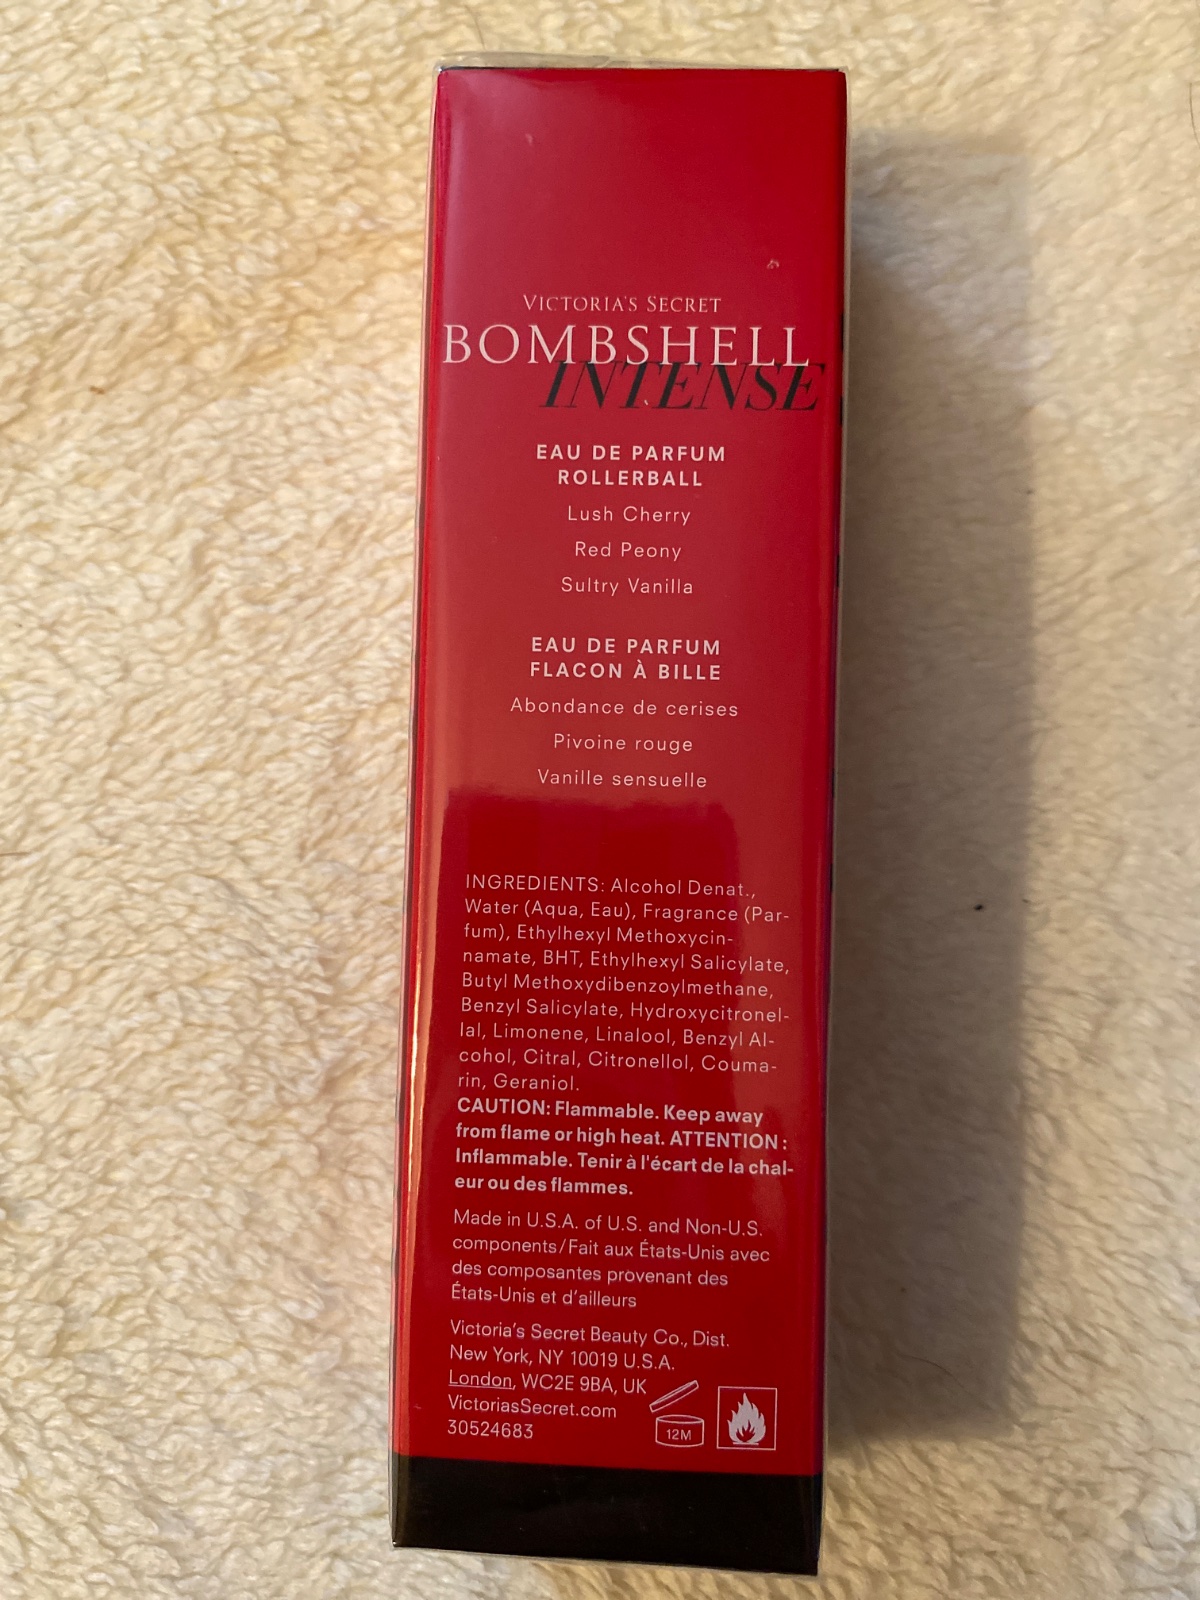 VICTORIA'S SECRET
BOMBSHELL
INTENSE
EAU DE PARFUM
ROLLERBALL
Lush Cherry
Red Peony
Sultry Vanilla
EAU DE PARFUM
FLACON À BILLE
Abondance de cerises
Pivoine rouge
Vanille sensuelle
INGREDIENTS: Alcohol Denat.,
Water (Aqua, Eau), Fragrance (Par-
fum), Ethylhexyl Methoxycin-
namate, BHT, Ethylhexyl Salicylate,
Butyl Methoxydibenzoylmethane,
Benzyl Salicylate, Hydroxycitronel-
lal, Limonene, Linalool, Benzyl Al-
cohol, Citral, Citronellol, Couma-
rin, Geraniol.
CAUTION: Flammable. Keep away
from flame or high heat. ATTENTION :
Inflammable. Tenir à l'écart de la chal-
eur ou des flammes.
Made in U.S.A. of U.S. and Non-U.S.
components/Fait aux États-Unis avec
des composantes provenant des
États-Unis et d'ailleurs
Victoria's Secret Beauty Co., Dist.
New York, NY 10019 U.S.A.
London, WC2E 9BA, UK
VictoriasSecret.com
30524683
12M